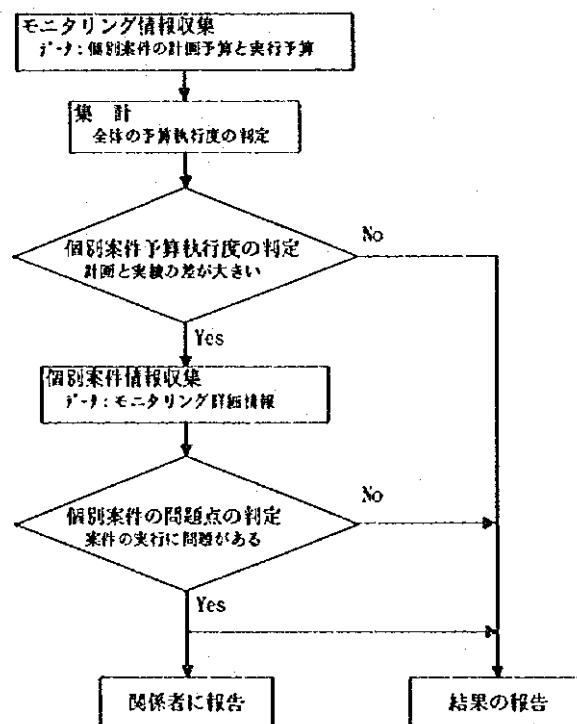 モニタリング情報収集
データ：個別案件の計画予算と実行予算
集　計
全体の予算執行度の判定
個別案件予算執行度の判定
計画と実績の差が大きい
No
Yes
個別案件情報収集
データ：モニタリング詳細情報
個別案件の問題点の判定
案件の実行に問題がある
No
Yes
関係者に報告
結果の報告